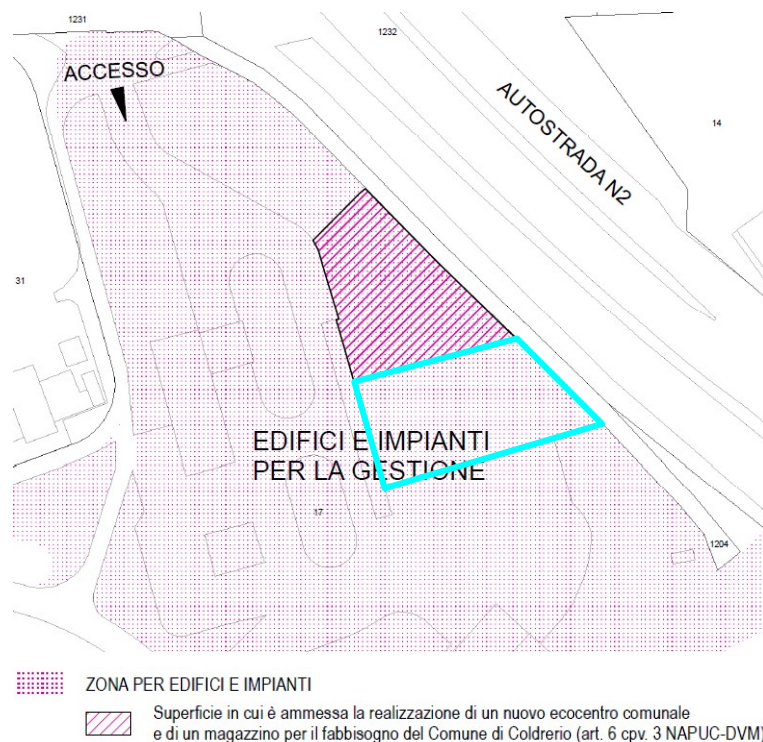 1231
1232
ACCESSO
AUTOSTRADA N2
14
31
EDIFICI E IMPIANTI
PER LA GESTIONE
17
1204
ZONA PER EDIFICI E IMPIANTI
Superficie in cui è ammessa la realizzazione di un nuovo ecocentro comunale
e di un magazzino per il fabbisogno del Comune di Coldrerio (art. 6 cpv. 3 NAPUC-DVM)